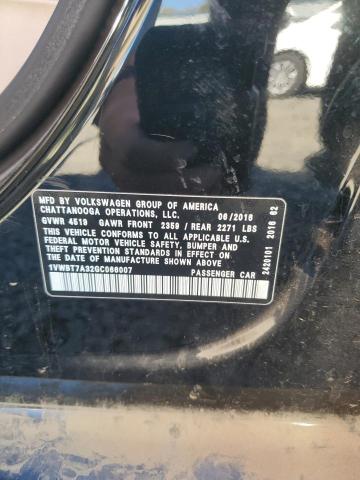 MFD BY VOLKSWAGEN GROUP OF AMERICA
CHATTANOOGA OPERATIONS, LLC. 06/2016
GVWR 4519 GAWR FRONT 2359 / REAR 2271 LBS
THIS VEHICLE CONFORMS TO ALL APPLICABLE U.S.
FEDERAL MOTOR VEHICLE SAFETY, BUMPER, AND
THEFT PREVENTION STANDARDS IN EFFECT ON THE
DATE OF MANUFACTURE SHOWN ABOVE
1VWBT7A32GC066007 PASSENGER CAR
2420101 2016 62